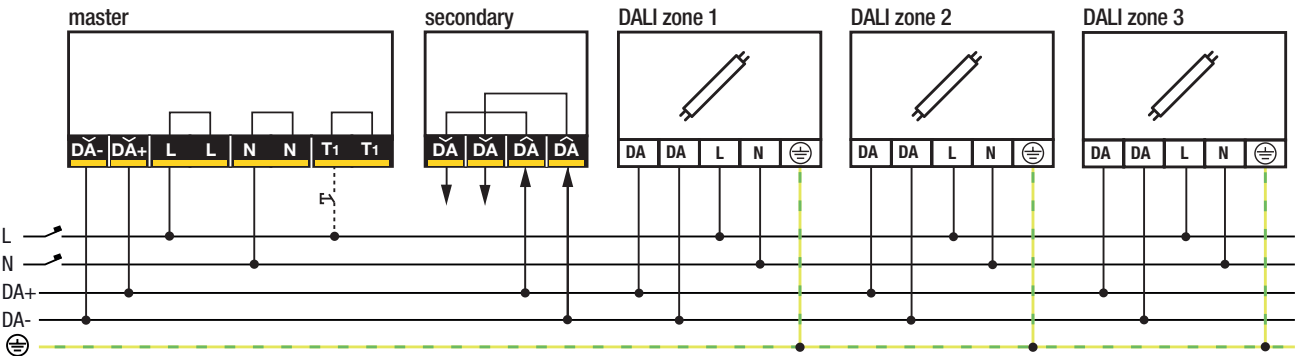 master secondary DALI zone 1 DALI zone 2 DALI zone 3
DǍ- DǍ+ L L N N T1 T1 DǍ DǍ DÂ DÂ DA DA L N DA DA L N DA DA L N
L
N
DA+
DA-